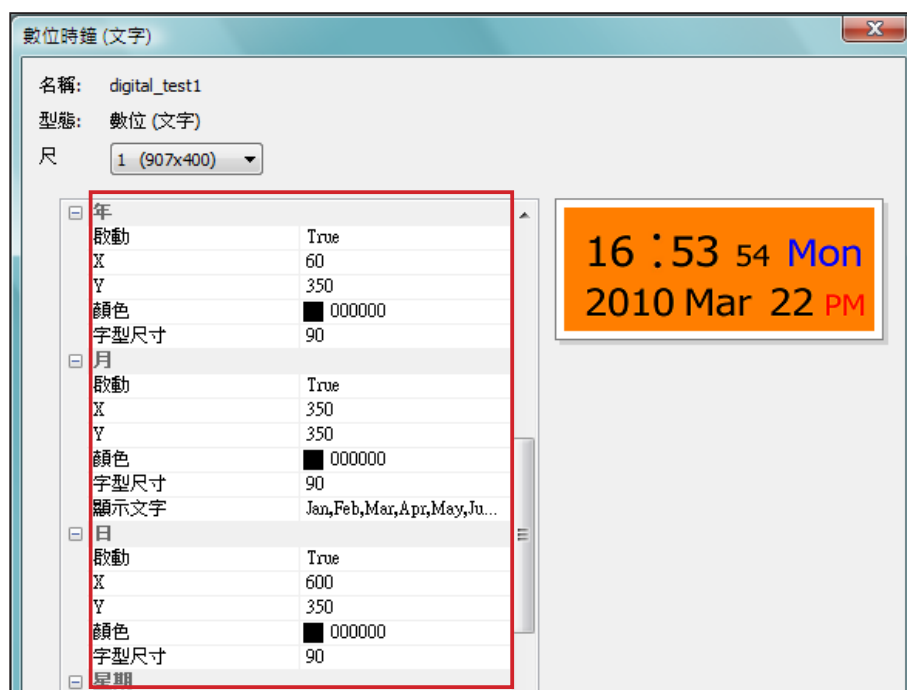 數位時鐘 (文字)
名稱: digital_test1
型態: 數位 (文字)
尺 1 (907x400)
年
啟動 True
X 60
Y 350
顏色 000000
字型尺寸 90
月
啟動 True
X 350
Y 350
顏色 000000
字型尺寸 90
顯示文字 Jan,Feb,Mar,Apr,May,Ju...
日
啟動 True
X 600
Y 350
顏色 000000
字型尺寸 90
星期
16:53 54 Mon
2010 Mar 22 PM